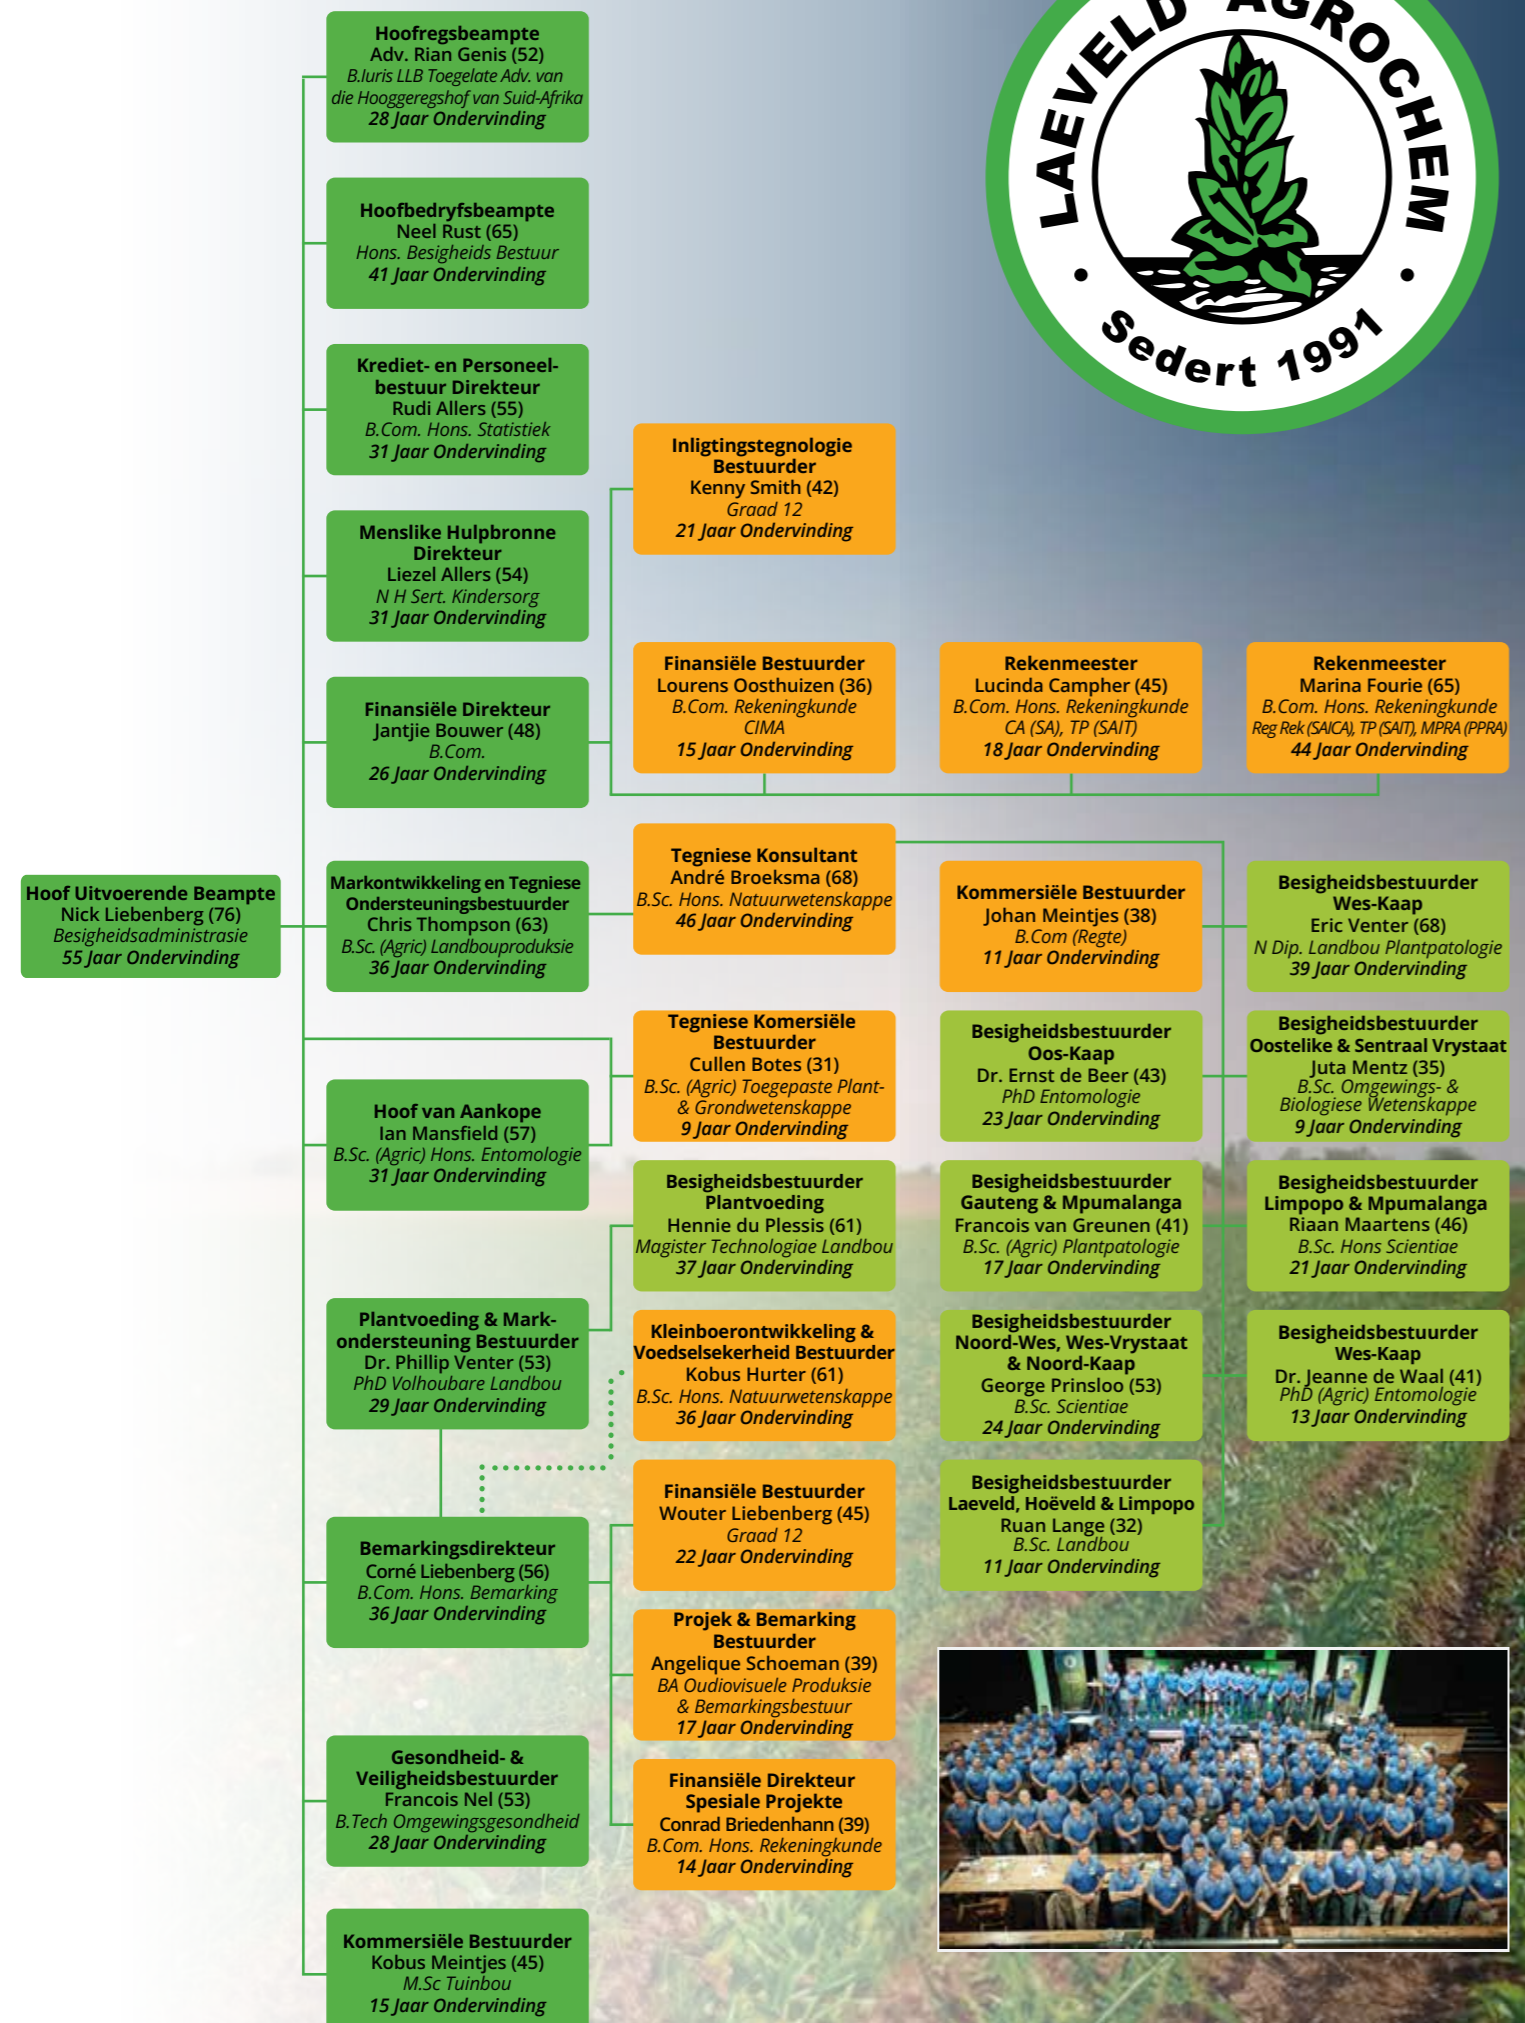 LAEVELD AGROCHEM
Sedert 1991
Hoofregsbeampte
Adv. Rian Genis (52)
B.Iuris LLB Toegelate Adv. van
die Hooggeregshof van Suid-Afrika
28 Jaar Ondervinding
Hoofbedryfsbeampte
Neel Rust (65)
Hons. Besigheids Bestuur
41 Jaar Ondervinding
Krediet- en Personeel-
bestuur Direkteur
Rudi Allers (55)
B.Com. Hons. Statistiek
31 Jaar Ondervinding
Menslike Hulpbronne
Direkteur
Liezel Allers (54)
N H Sert. Kindersorg
31 Jaar Ondervinding
Finansiële Direkteur
Jantjie Bouwer (48)
B.Com.
26 Jaar Ondervinding
Inligtingstegnologie
Bestuurder
Kenny Smith (42)
Graad 12
21 Jaar Ondervinding
Finansiële Bestuurder
Lourens Oosthuizen (36)
B.Com. Rekeningkunde
CIMA
15 Jaar Ondervinding
Rekenmeester
Lucinda Campher (45)
B.Com. Hons. Rekeningkunde
CA (SA), TP (SAIT)
18 Jaar Ondervinding
Rekenmeester
Marina Fourie (65)
B.Com. Hons. Rekeningkunde
Reg Rek (SAICA), TP (SAIT), MPRA (PPRA)
44 Jaar Ondervinding
Hoof Uitvoerende Beampte
Nick Liebenberg (76)
Besigheidsadministrasie
55 Jaar Ondervinding
Markontwikkeling en Tegniese
Ondersteuningsbestuurder
Chris Thompson (63)
B.Sc. (Agric) Landbouproduksie
36 Jaar Ondervinding
Tegniese Konsultant
André Broeksma (68)
B.Sc. Hons. Natuurwetenskappe
46 Jaar Ondervinding
Kommersiële Bestuurder
Johan Meintjes (38)
B.Com (Regte)
11 Jaar Ondervinding
Besigheidsbestuurder
Wes-Kaap
Eric Venter (68)
N Dip. Landbou Plantpatologie
39 Jaar Ondervinding
Hoof van Aankope
Ian Mansfield (57)
B.Sc. (Agric) Hons. Entomologie
31 Jaar Ondervinding
Tegniese Komersiële
Bestuurder
Cullen Botes (31)
B.Sc. (Agric) Toegepaste Plant-
& Grondwetenskappe
9 Jaar Ondervinding
Besigheidsbestuurder
Oos-Kaap
Dr. Ernst de Beer (43)
PhD Entomologie
23 Jaar Ondervinding
Besigheidsbestuurder
Oostelike & Sentraal Vrystaat
Juta Mentz (35)
B.Sc. Omgewings- &
Biologiese Wetenskappe
9 Jaar Ondervinding
Besigheidsbestuurder
Plantvoeding
Hennie du Plessis (61)
Magister Technologiae Landbou
37 Jaar Ondervinding
Besigheidsbestuurder
Gauteng & Mpumalanga
Francois van Greunen (41)
B.Sc. (Agric) Plantpatologie
17 Jaar Ondervinding
Besigheidsbestuurder
Limpopo & Mpumalanga
Riaan Maartens (46)
B.Sc. Hons Scientiae
21 Jaar Ondervinding
Plantvoeding & Mark-
ondersteuning Bestuurder
Dr. Phillip Venter (53)
PhD Volhoubare Landbou
29 Jaar Ondervinding
Kleinboerontwikkeling &
Voedselsekerheid Bestuurder
Kobus Hurter (61)
B.Sc. Hons. Natuurwetenskappe
36 Jaar Ondervinding
Besigheidsbestuurder
Noord-Wes, Wes-Vrystaat
& Noord-Kaap
George Prinsloo (53)
B.Sc. Scientiae
24 Jaar Ondervinding
Besigheidsbestuurder
Wes-Kaap
Dr. Jeanne de Waal (41)
PhD (Agric) Entomologie
13 Jaar Ondervinding
Bemarkingsdirekteur
Corné Liebenberg (56)
B.Com. Hons. Bemarking
36 Jaar Ondervinding
Finansiële Bestuurder
Wouter Liebenberg (45)
Graad 12
22 Jaar Ondervinding
Besigheidsbestuurder
Laeveld, Hoëveld & Limpopo
Ruan Lange (32)
B.Sc. Landbou
11 Jaar Ondervinding
Projek & Bemarking
Bestuurder
Angelique Schoeman (39)
BA Oudiovisuele Produksie
& Bemarkingsbestuur
17 Jaar Ondervinding
Gesondheid- &
Veiligheidsbestuurder
Francois Nel (53)
B.Tech Omgewingsgesondheid
28 Jaar Ondervinding
Finansiële Direkteur
Spesiale Projekte
Conrad Briedenhann (39)
B.Com. Hons. Rekeningkunde
14 Jaar Ondervinding
Kommersiële Bestuurder
Kobus Meintjes (45)
M.Sc Tuinbou
15 Jaar Ondervinding